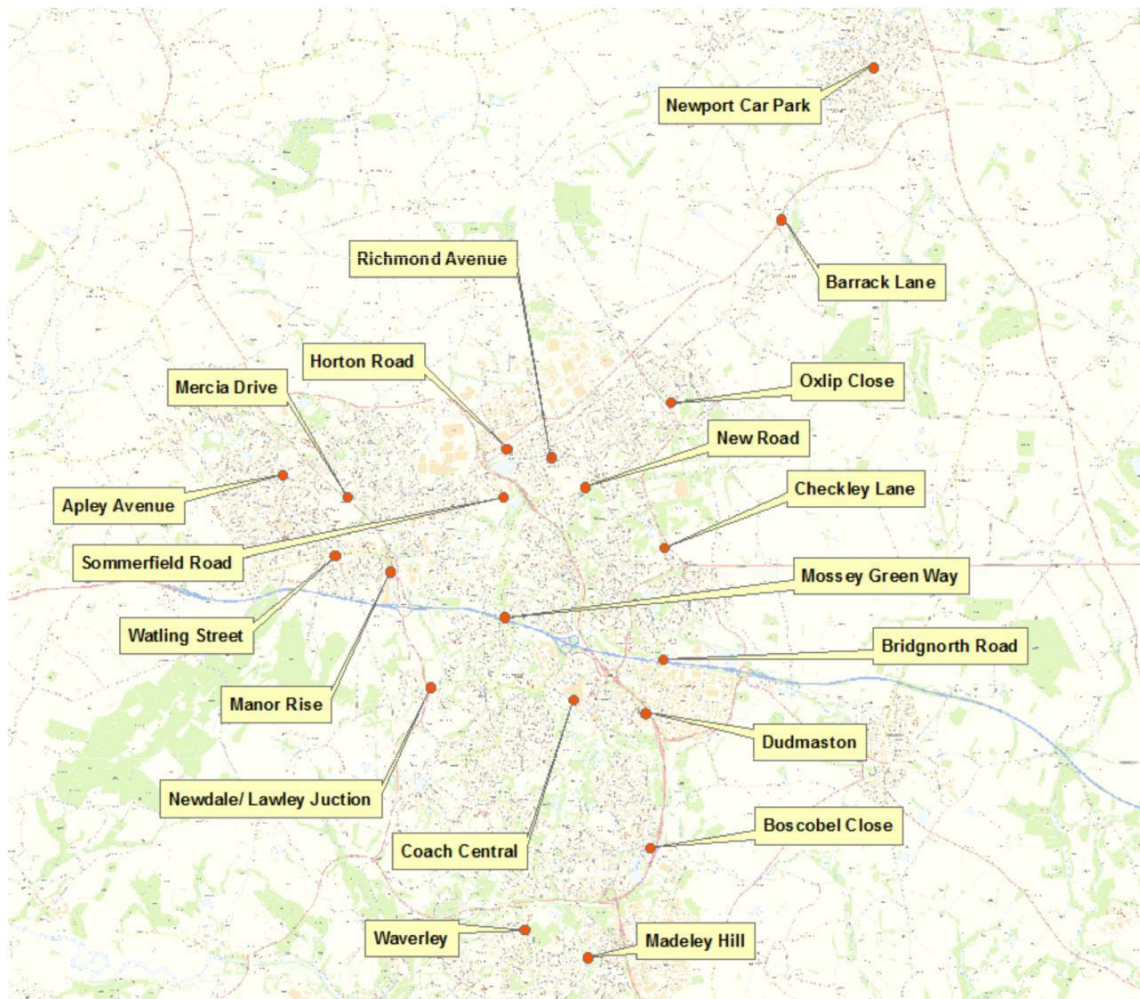 Newport Car Park
Richmond Avenue
Barrack Lane
Horton Road
Mercia Drive
Oxlip Close
New Road
Apley Avenue
Checkley Lane
Sommerfield Road
Mossey Green Way
Watling Street
Bridgnorth Road
Manor Rise
Dudmaston
Newdale/ Lawley Juction
Boscobel Close
Coach Central
Waverley
Madeley Hill